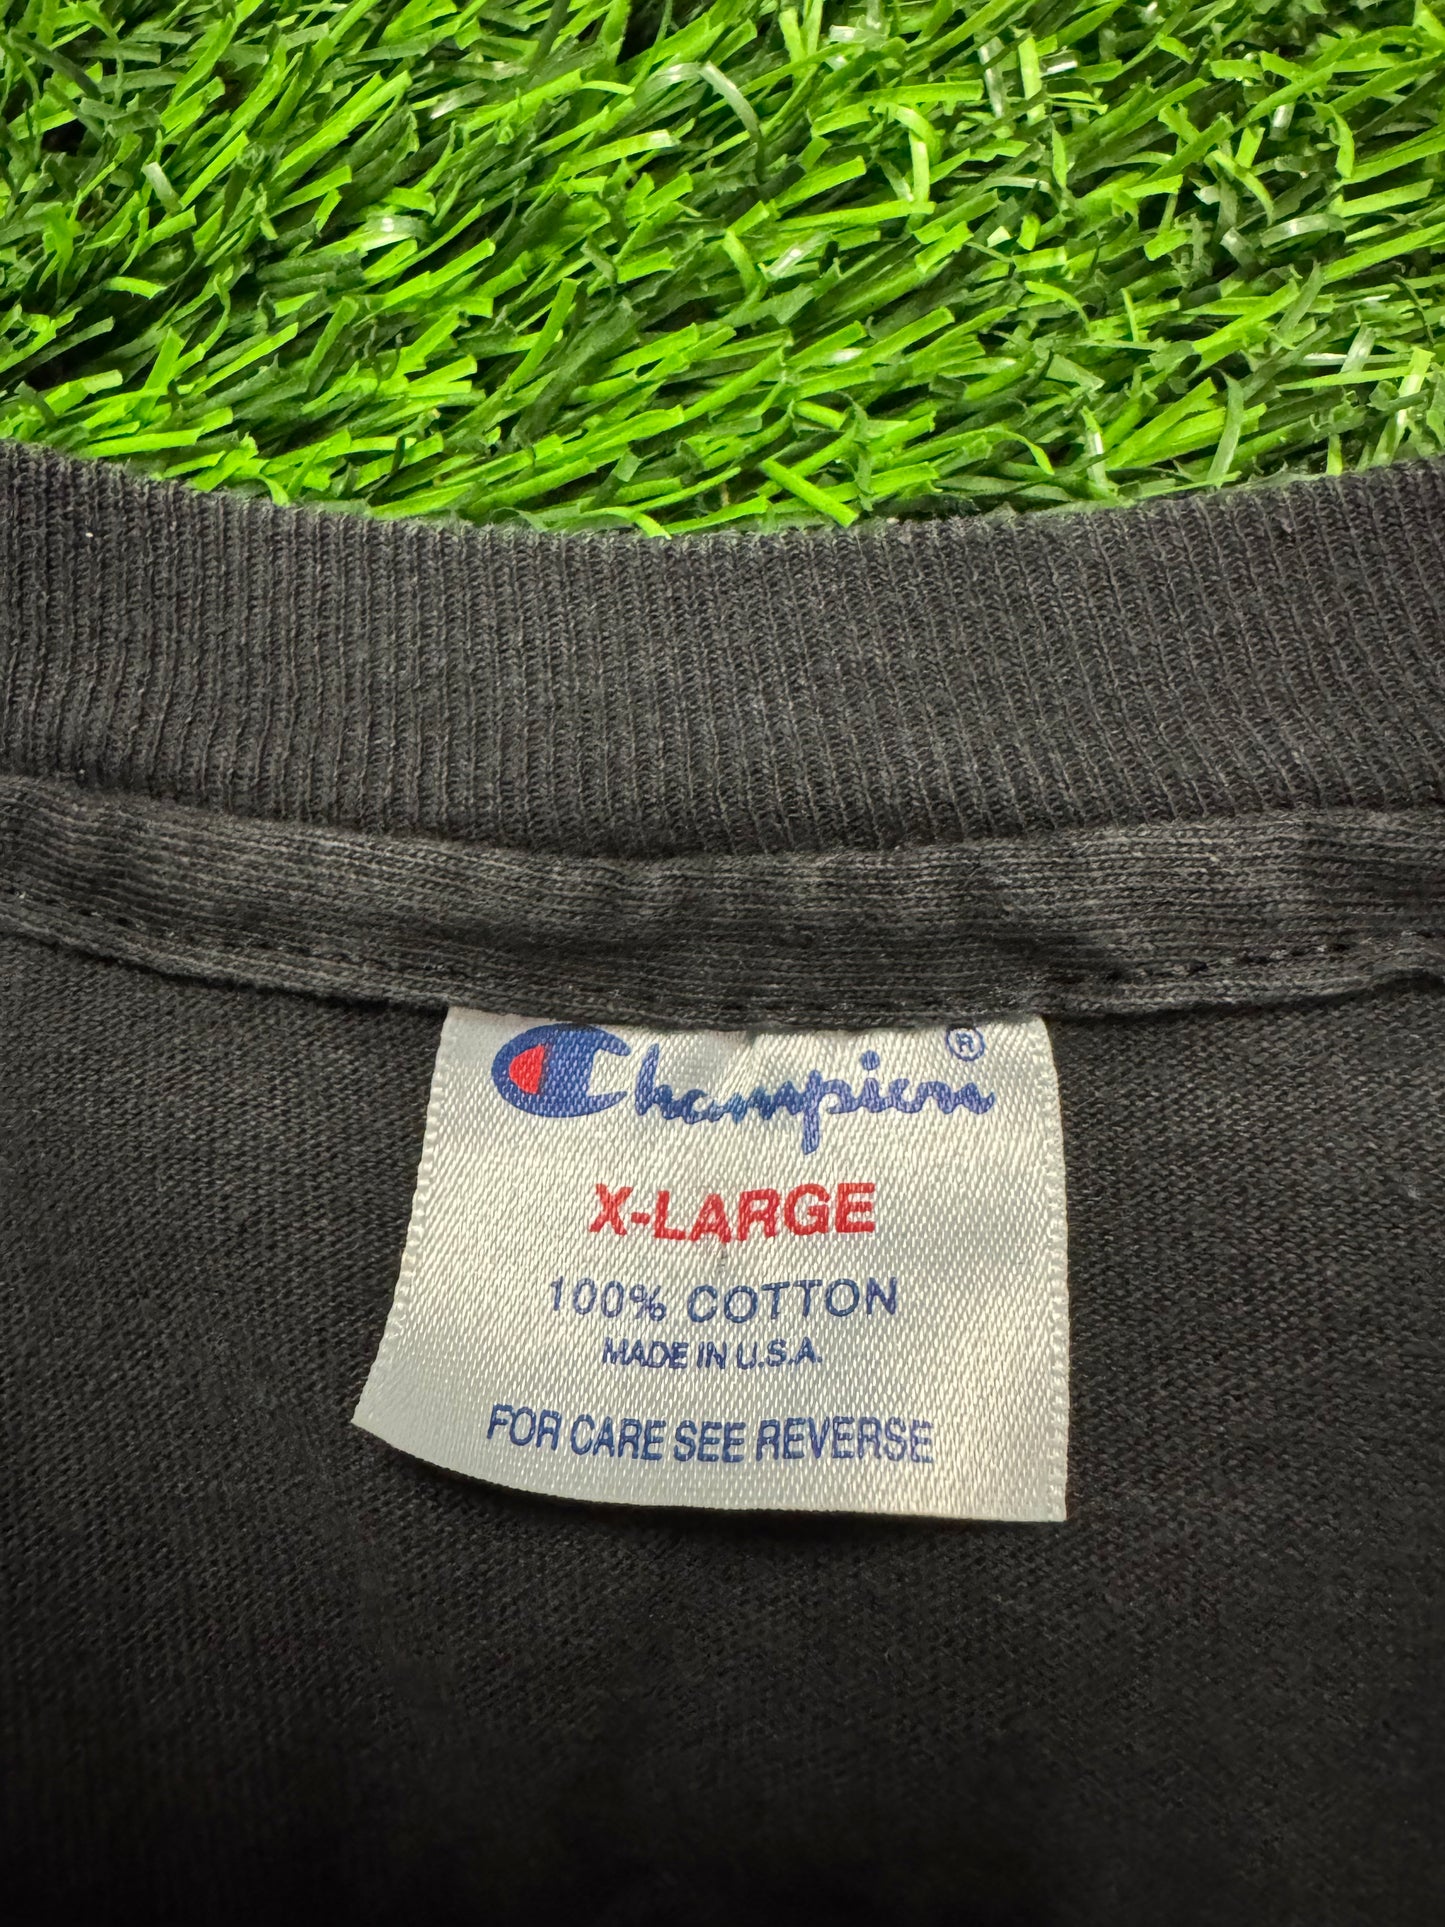 Champion®
X-LARGE
100% COTTON
MADE IN U.S.A.
FOR CARE SEE REVERSE